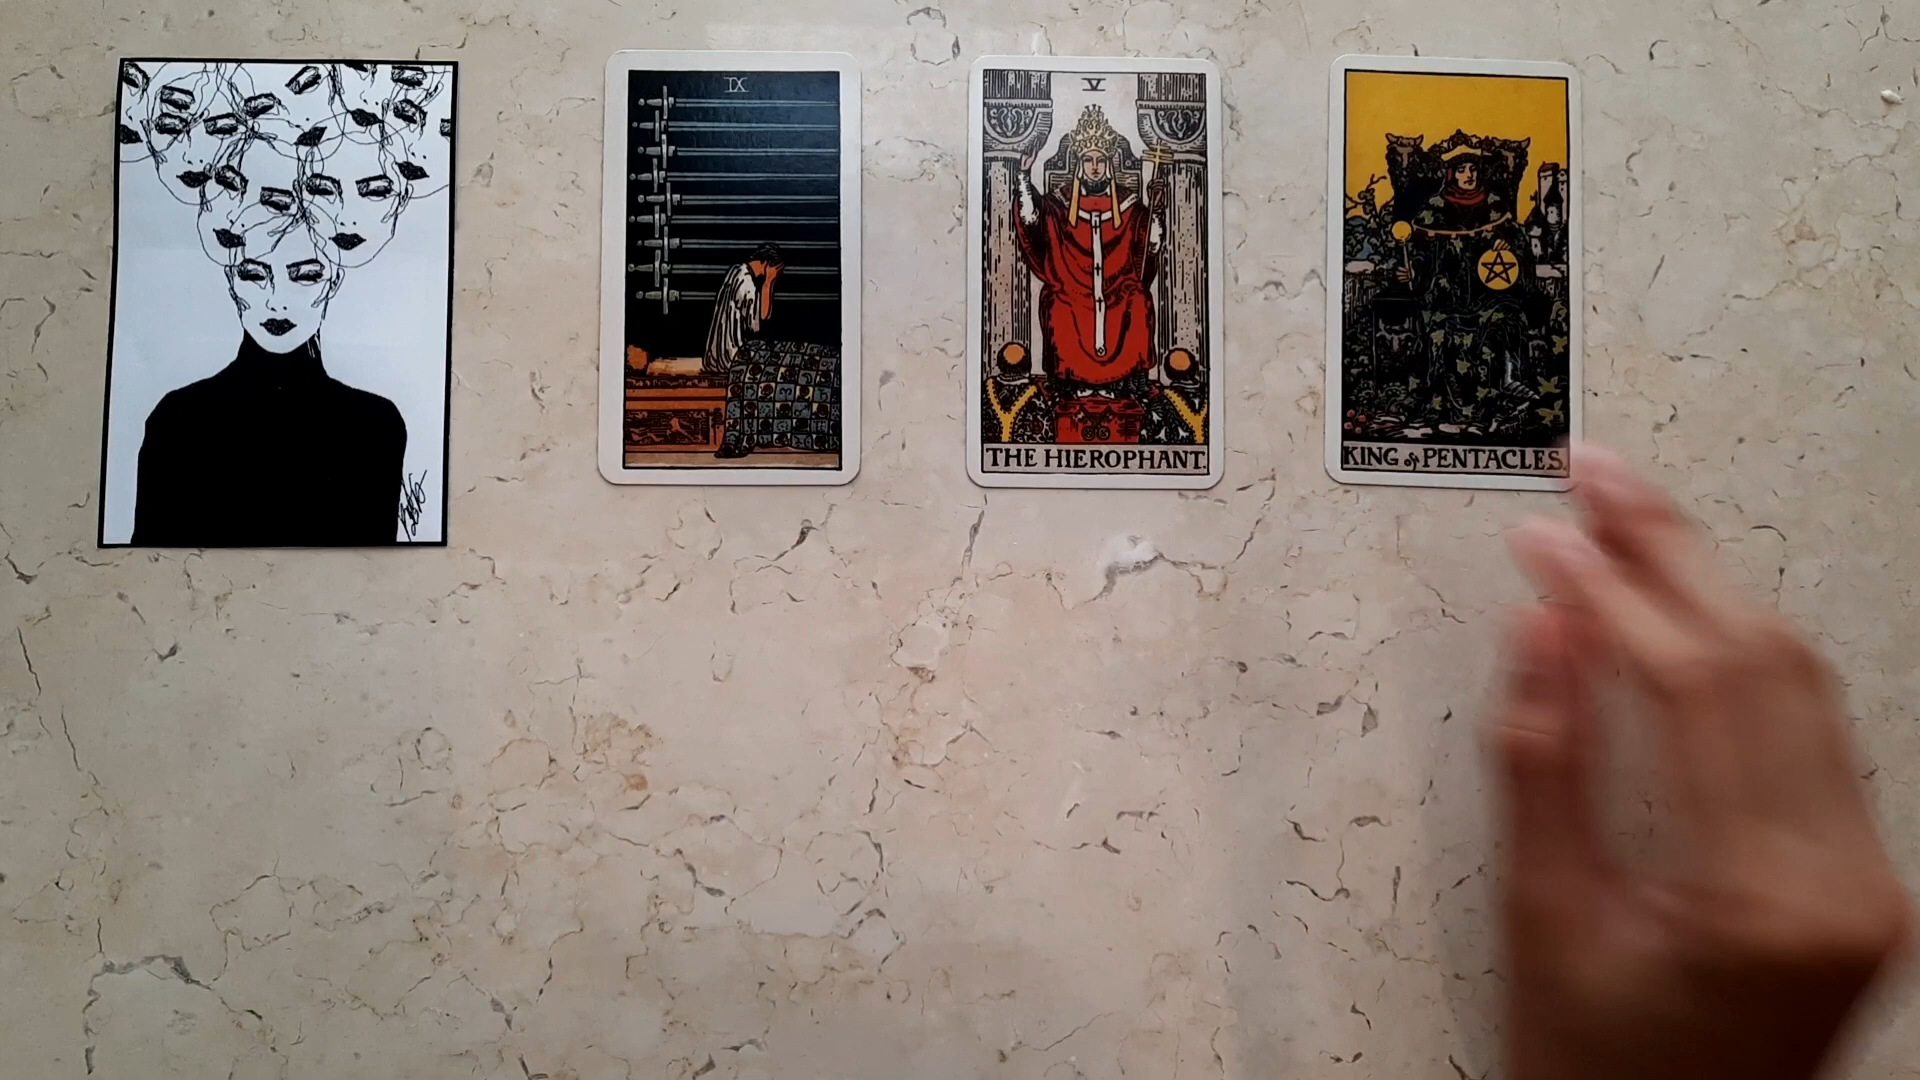 IX
V
THE HIEROPHANT.
KING of PENTACLES.